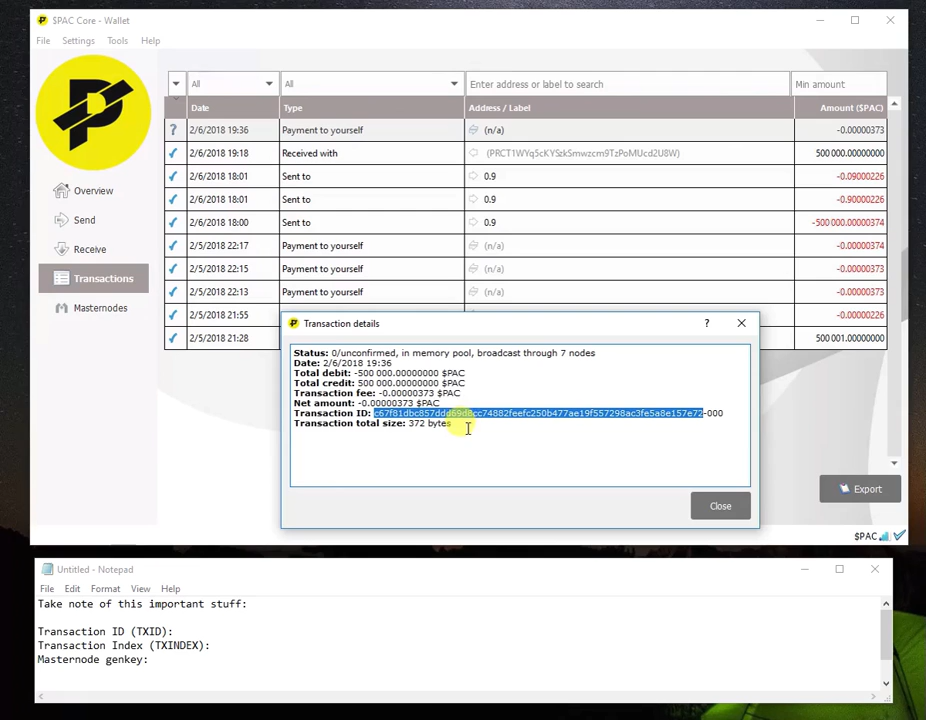 $PAC Core - Wallet
File Settings Tools Help
All All Enter address or label to search Min amount
Date Type Address / Label Amount ($PAC)
2/6/2018 19:36 Payment to yourself (n/a) -0.00000373
2/6/2018 19:18 Received with (PRCT1WYq5cKYSzkSmwzcm9TzPoMUcd2U8W) 500 000.00000000
2/6/2018 18:01 Sent to 0.9 -0.09000226
2/6/2018 18:01 Sent to 0.9 -0.90000226
2/6/2018 18:00 Sent to 0.9 -500 000.00000374
2/5/2018 22:17 Payment to yourself (n/a) -0.00000374
2/5/2018 22:15 Payment to yourself (n/a) -0.00000373
2/5/2018 22:13 Payment to yourself (n/a) -0.00000373
2/5/2018 21:55 -0.00000226
2/5/2018 21:28 500 001.00000000
Overview
Send
Receive
Transactions
Masternodes
Transaction details ?
Status: 0/unconfirmed, in memory pool, broadcast through 7 nodes
Date: 2/6/2018 19:36
Total debit: -500 000.00000000 $PAC
Total credit: 500 000.00000000 $PAC
Transaction fee: -0.00000373 $PAC
Net amount: -0.00000373 $PAC
Transaction ID: c67f81dbc857ddd69d8cc74882feefc250b477ae19f557298ac3fe5a8e157e72-000
Transaction total size: 372 bytes
Close
Export
$PAC
Untitled - Notepad
File Edit Format View Help
Take note of this important stuff:
Transaction ID (TXID):
Transaction Index (TXINDEX):
Masternode genkey: